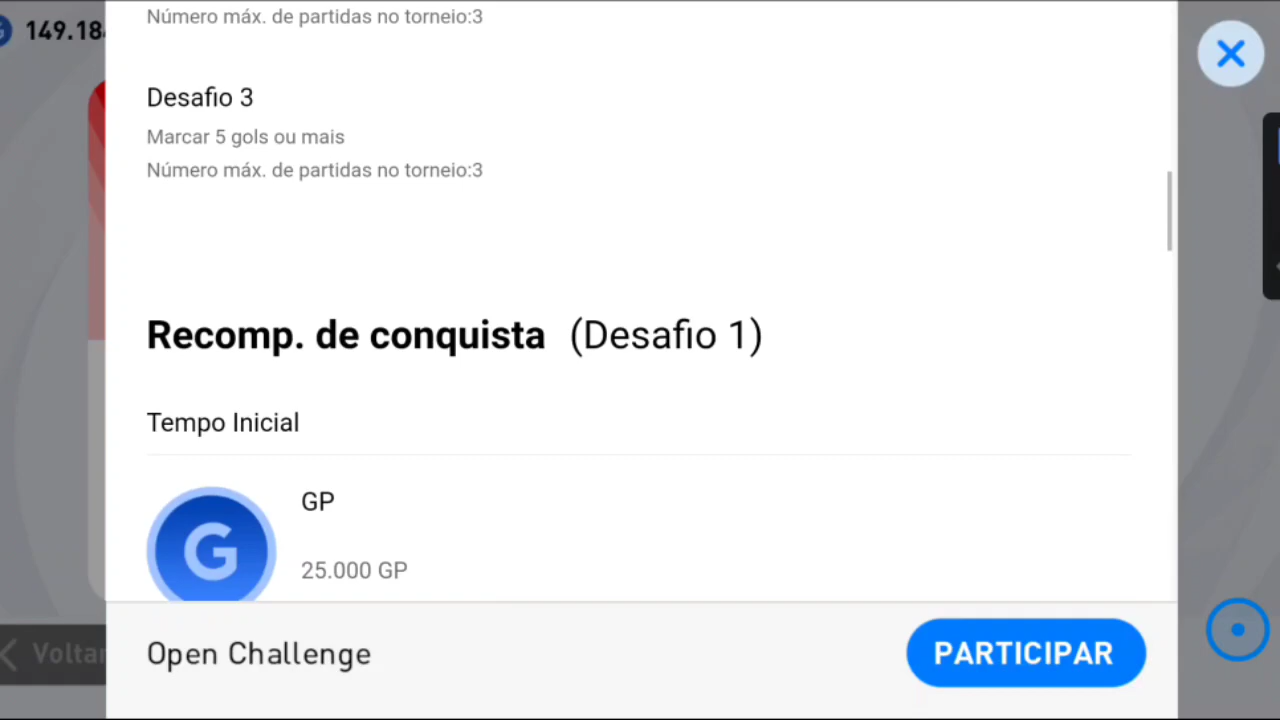 149.18
Número máx. de partidas no torneio:3
Desafio 3
Marcar 5 gols ou mais
Número máx. de partidas no torneio:3
Recomp. de conquista (Desafio 1)
Tempo Inicial
G
GP
25.000 GP
Voltar
Open Challenge
PARTICIPAR